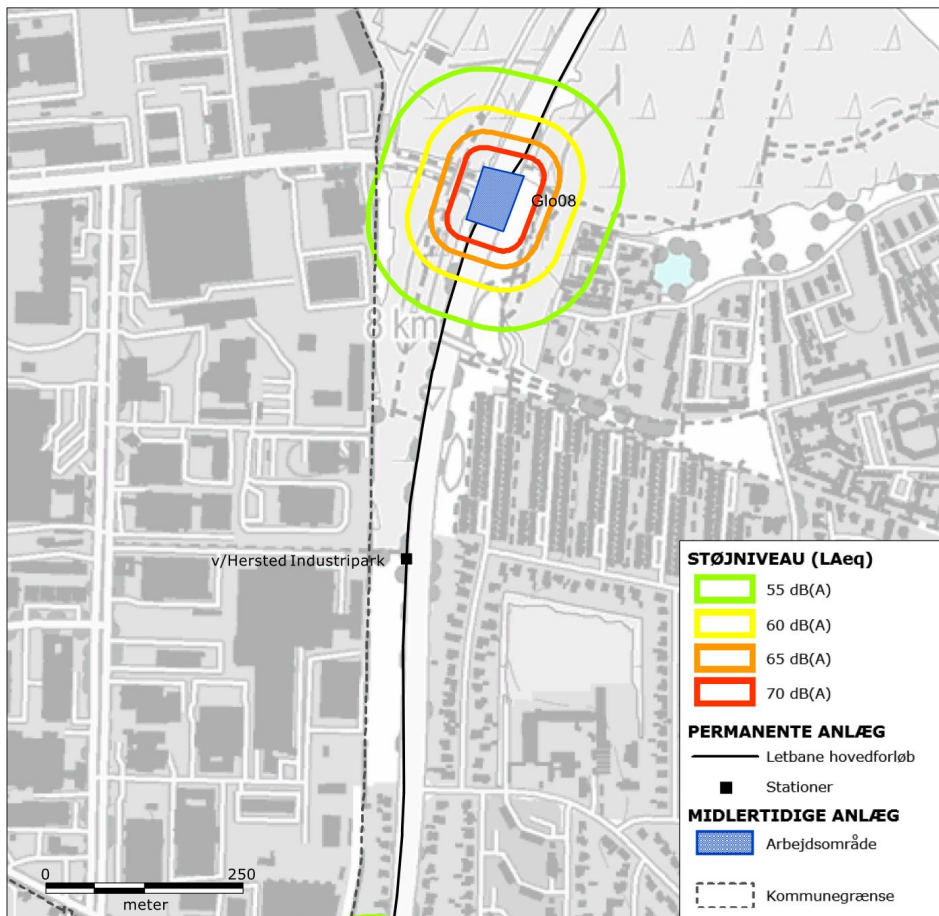 Glo08
8 km
v/Hersted Industripark
STØJNIVEAU (LAeq)
55 dB(A)
60 dB(A)
65 dB(A)
70 dB(A)
PERMANENTE ANLÆG
Letbane hovedforløb
Stationer
MIDLERTIDIGE ANLÆG
Arbejdsområde
Kommunegrænse
0 250
meter